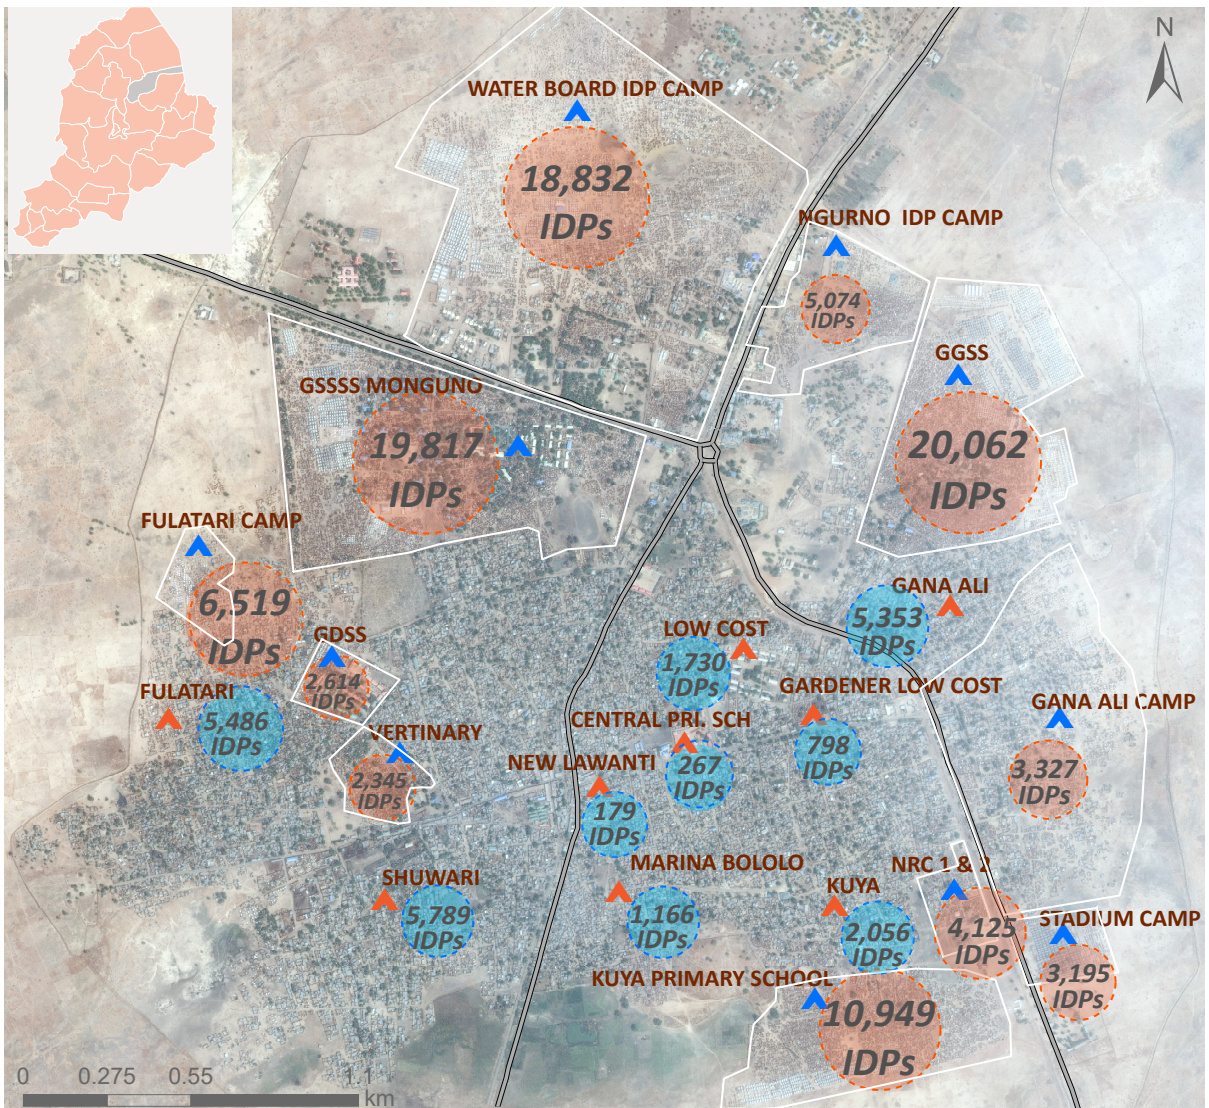 N
WATER BOARD IDP CAMP
18,832
IDPs
NGURNO IDP CAMP
5,074
IDPs
GGSS
20,062
IDPs
GSSSS MONGUNO
19,817
IDPs
FULATARI CAMP
6,519
IDPs
GDSS
2,614
IDPs
FULATARI
5,486
IDPs
VERTINARY
2,345
IDPs
GANA ALI
5,353
IDPs
LOW COST
1,730
IDPs
GARDENER LOW COST
798
IDPs
GANA ALI CAMP
3,327
IDPs
CENTRAL PRI. SCH
267
IDPs
NEW LAWANTI
179
IDPs
SHUWARI
5,789
IDPs
MARINA BOLOLO
1,166
IDPs
KUYA
2,056
IDPs
NRC 1 & 2
4,125
IDPs
STADIUM CAMP
3,195
IDPs
KUYA PRIMARY SCHOOL
10,949
IDPs
0 0.275 0.55 1.1
km